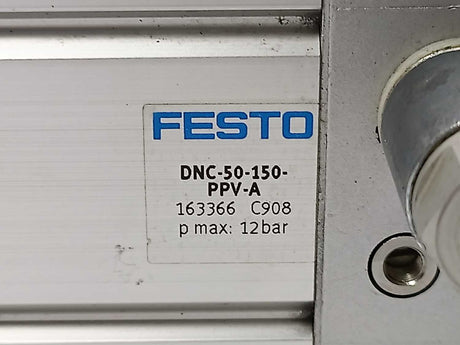 FESTO
DNC-50-150-
PPV-A
163366 C908
p max: 12bar